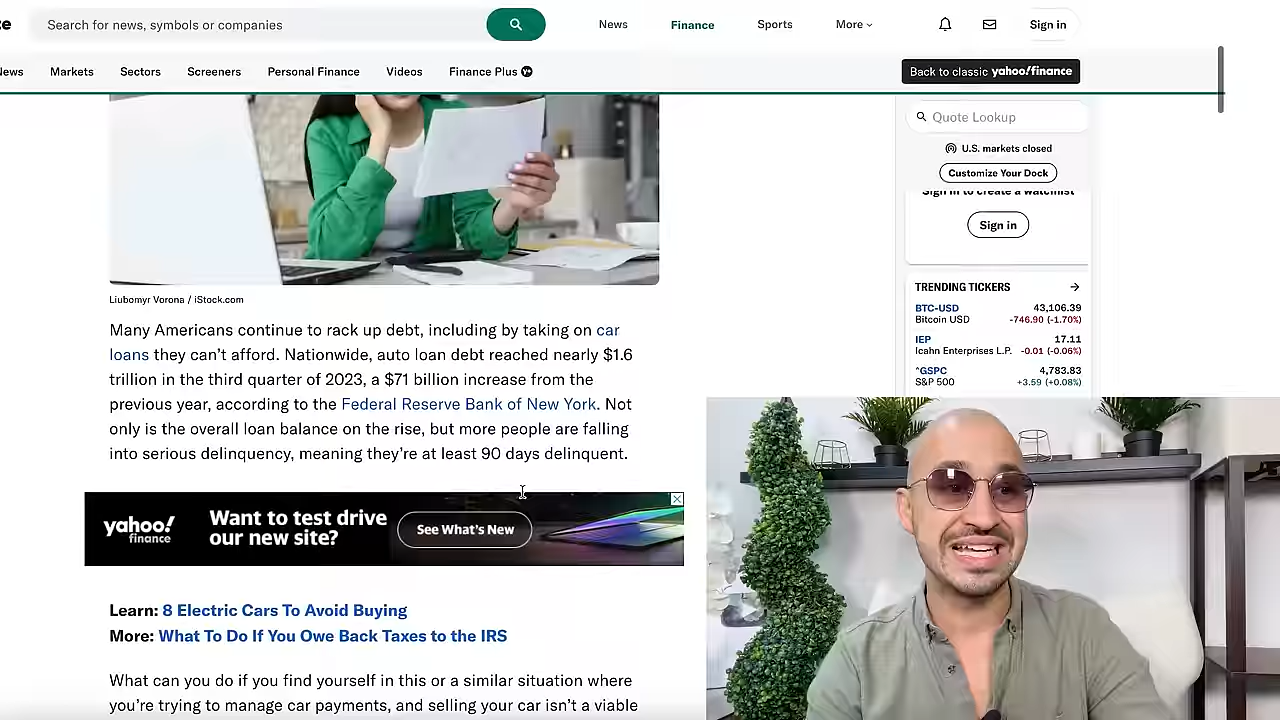 Search for news, symbols or companies
News
Finance
Sports
More
Sign in
Markets
Sectors
Screeners
Personal Finance
Videos
Finance Plus
Back to classic yahoo!finance
Quote Lookup
U.S. markets closed
Customize Your Dock
Sign in to create a watchlist
Sign in
TRENDING TICKERS
BTC-USD 43,106.39
Bitcoin USD -746.90 (-1.70%)
IEP 17.11
Icahn Enterprises L.P. -0.01 (-0.06%)
^GSPC 4,783.83
S&P 500 +3.59 (+0.08%)
Liubomyr Vorona / iStock.com
Many Americans continue to rack up debt, including by taking on car
loans they can’t afford. Nationwide, auto loan debt reached nearly $1.6
trillion in the third quarter of 2023, a $71 billion increase from the
previous year, according to the Federal Reserve Bank of New York. Not
only is the overall loan balance on the rise, but more people are falling
into serious delinquency, meaning they’re at least 90 days delinquent.
yahoo!
finance
Want to test drive
our new site?
See What's New
Learn: 8 Electric Cars To Avoid Buying
More: What To Do If You Owe Back Taxes to the IRS
What can you do if you find yourself in this or a similar situation where
you’re trying to manage car payments, and selling your car isn’t a viable